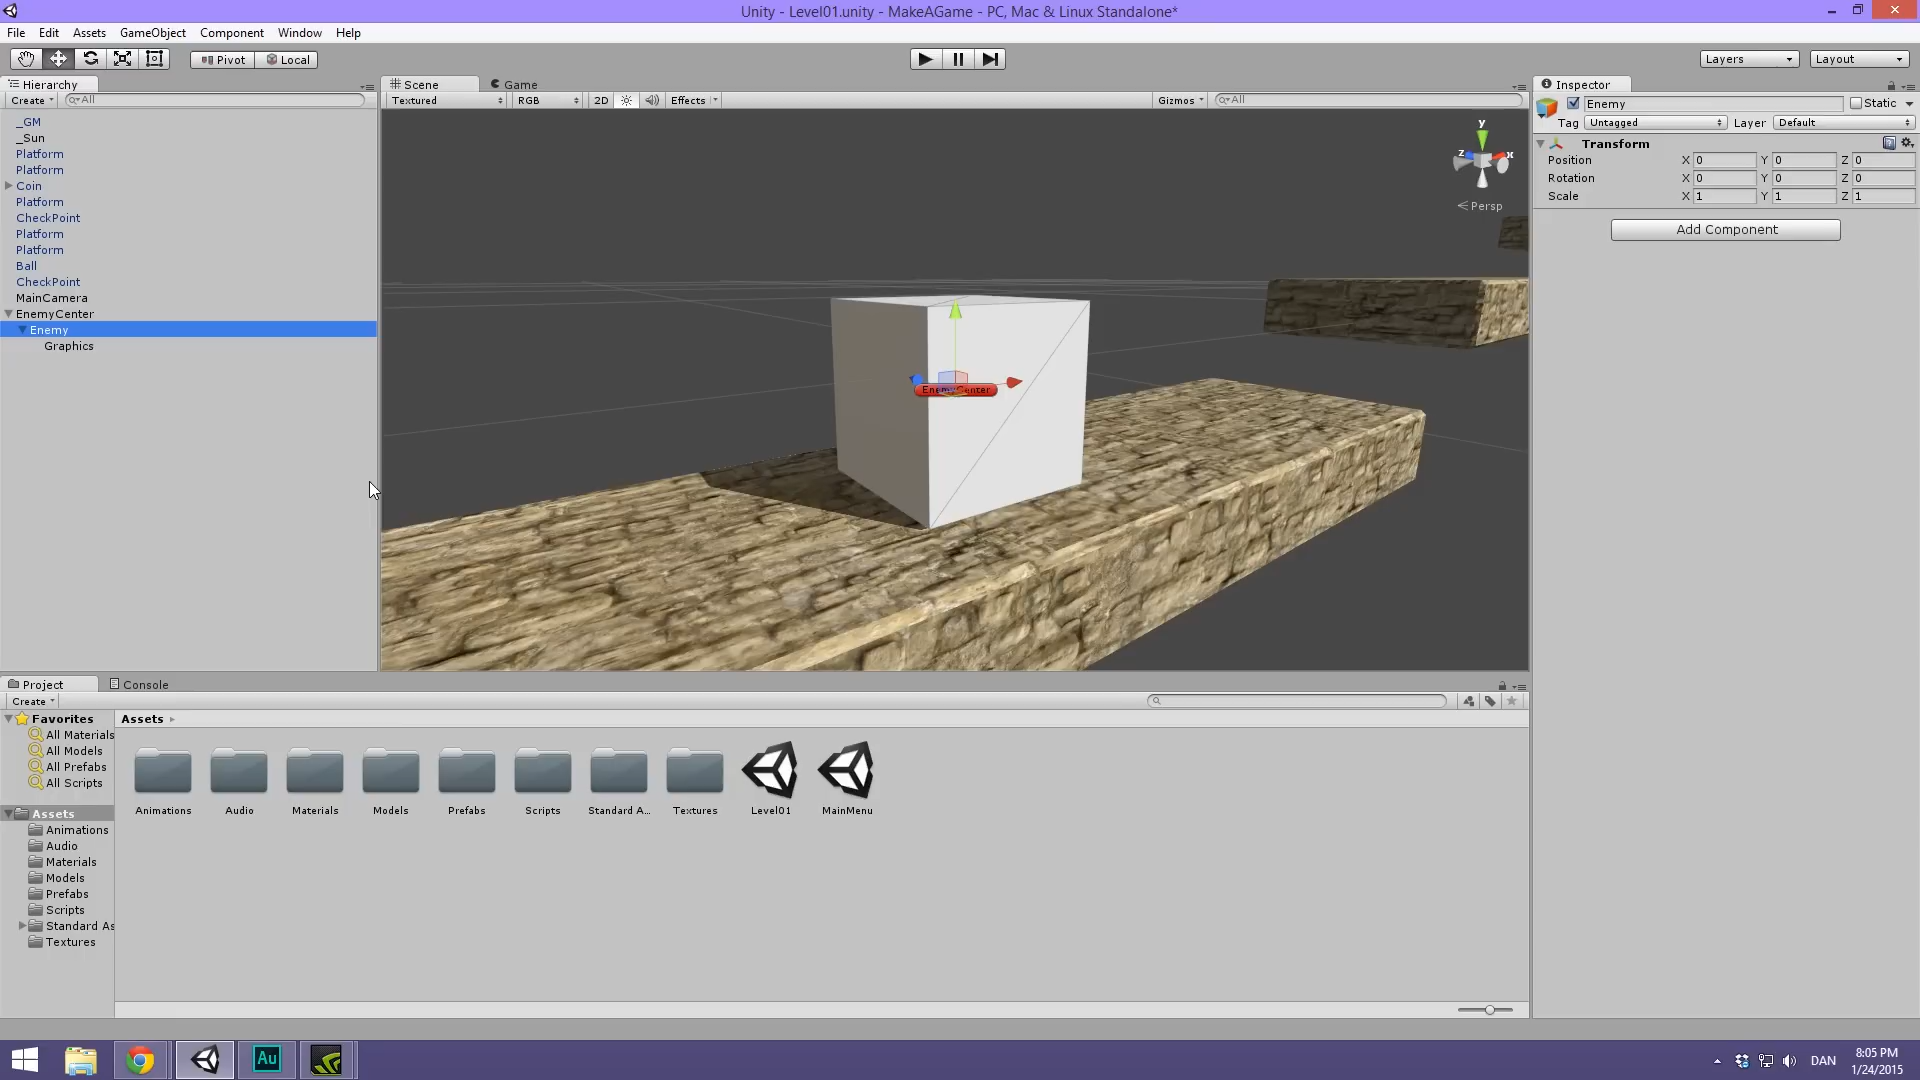 Unity - Level01.unity - MakeAGame - PC, Mac & Linux Standalone*
File Edit Assets GameObject Component Window Help
Pivot Local Layers Layout
Hierarchy
Create All
_GM
_Sun
Platform
Platform
Coin
Platform
CheckPoint
Platform
Platform
Ball
CheckPoint
MainCamera
EnemyCenter
Enemy
Graphics
Scene Game
Textured RGB 2D Effects Gizmos All
y
z x
Persp
EnemyCenter
Inspector
Enemy Static
Tag Untagged Layer Default
Transform
Position X 0 Y 0 Z 0
Rotation X 0 Y 0 Z 0
Scale X 1 Y 1 Z 1
Add Component
Project Console
Create
Favorites
All Materials
All Models
All Prefabs
All Scripts
Assets
Animations
Audio
Materials
Models
Prefabs
Scripts
Standard As
Textures
Assets
Animations Audio Materials Models Prefabs Scripts Standard A... Textures Level01 MainMenu
Au
DAN
8:05 PM
1/24/2015